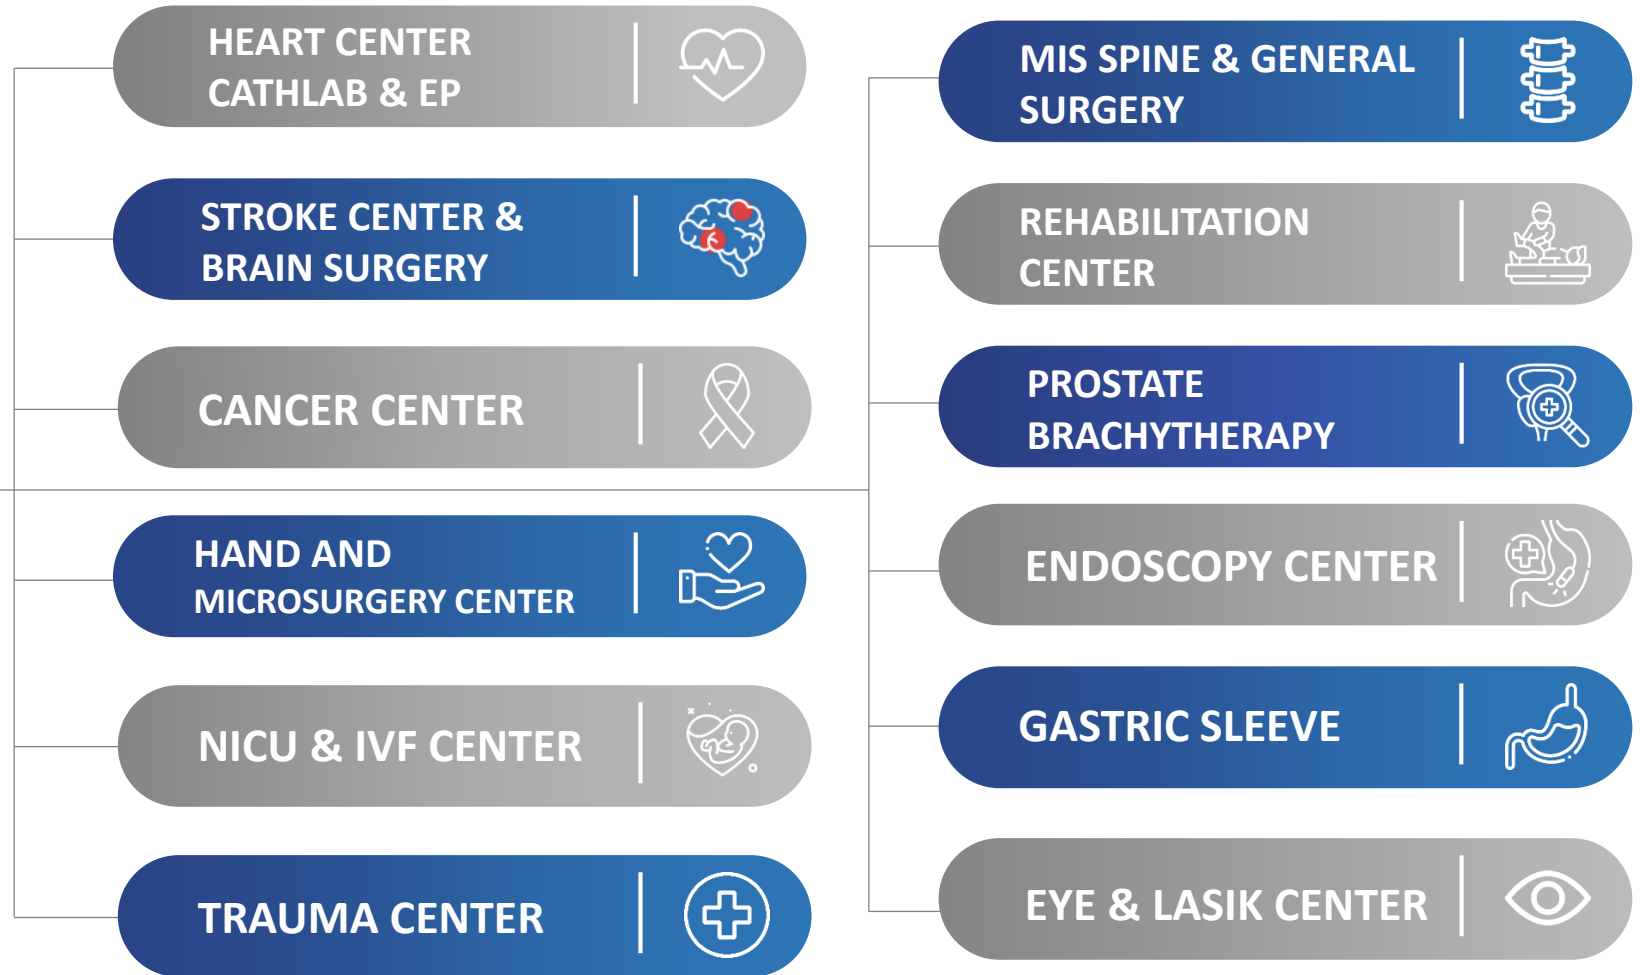 HEART CENTER
CATHLAB & EP
STROKE CENTER &
BRAIN SURGERY
CANCER CENTER
HAND AND
MICROSURGERY CENTER
NICU & IVF CENTER
TRAUMA CENTER
MIS SPINE & GENERAL
SURGERY
REHABILITATION
CENTER
PROSTATE
BRACHYTHERAPY
ENDOSCOPY CENTER
GASTRIC SLEEVE
EYE & LASIK CENTER